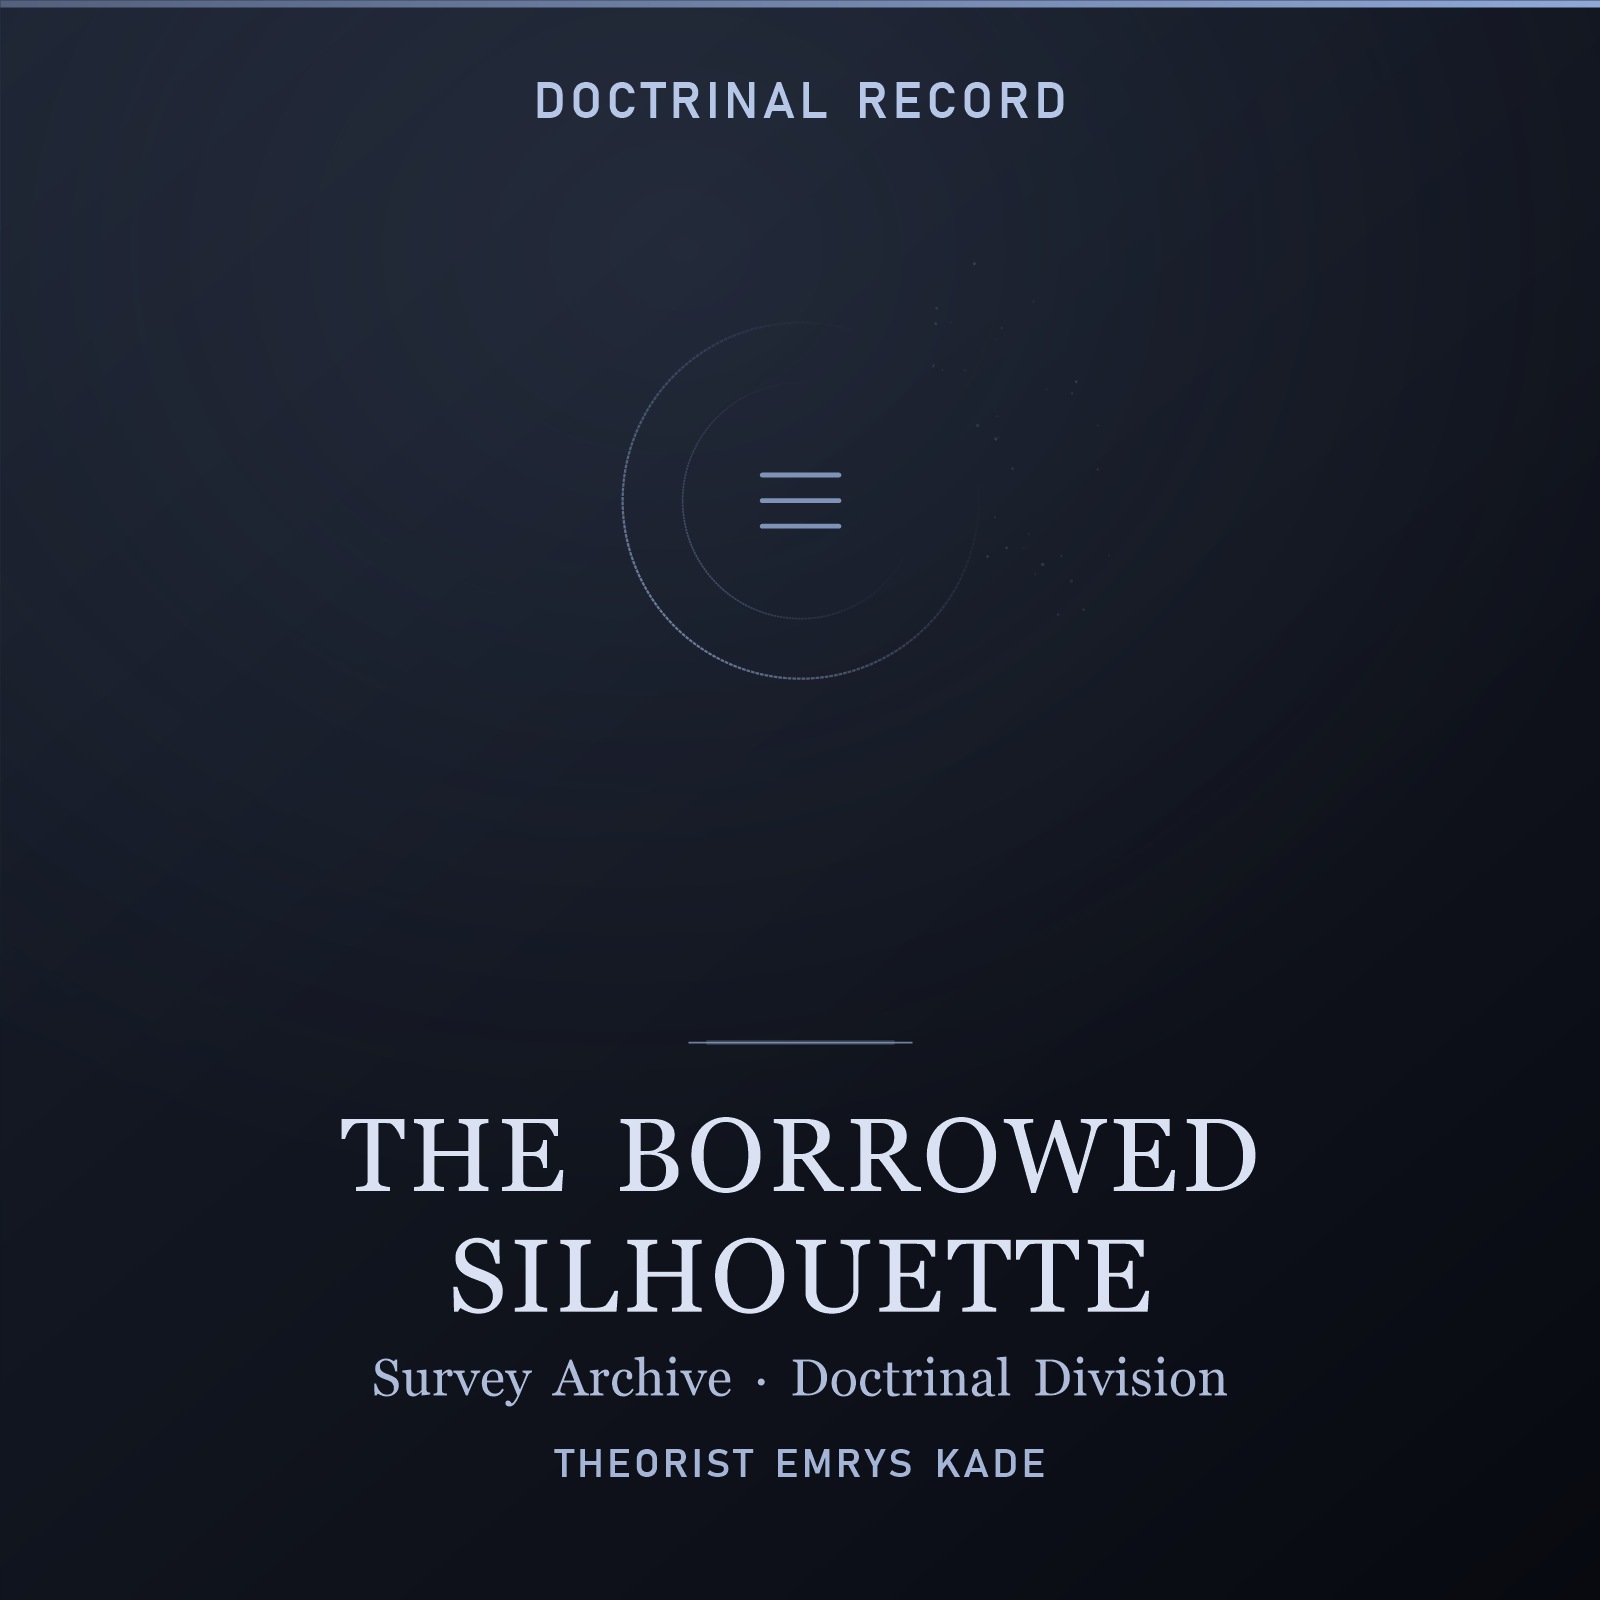 DOCTRINAL RECORD
THE BORROWED
SILHOUETTE
Survey Archive · Doctrinal Division
THEORIST EMRYS KADE